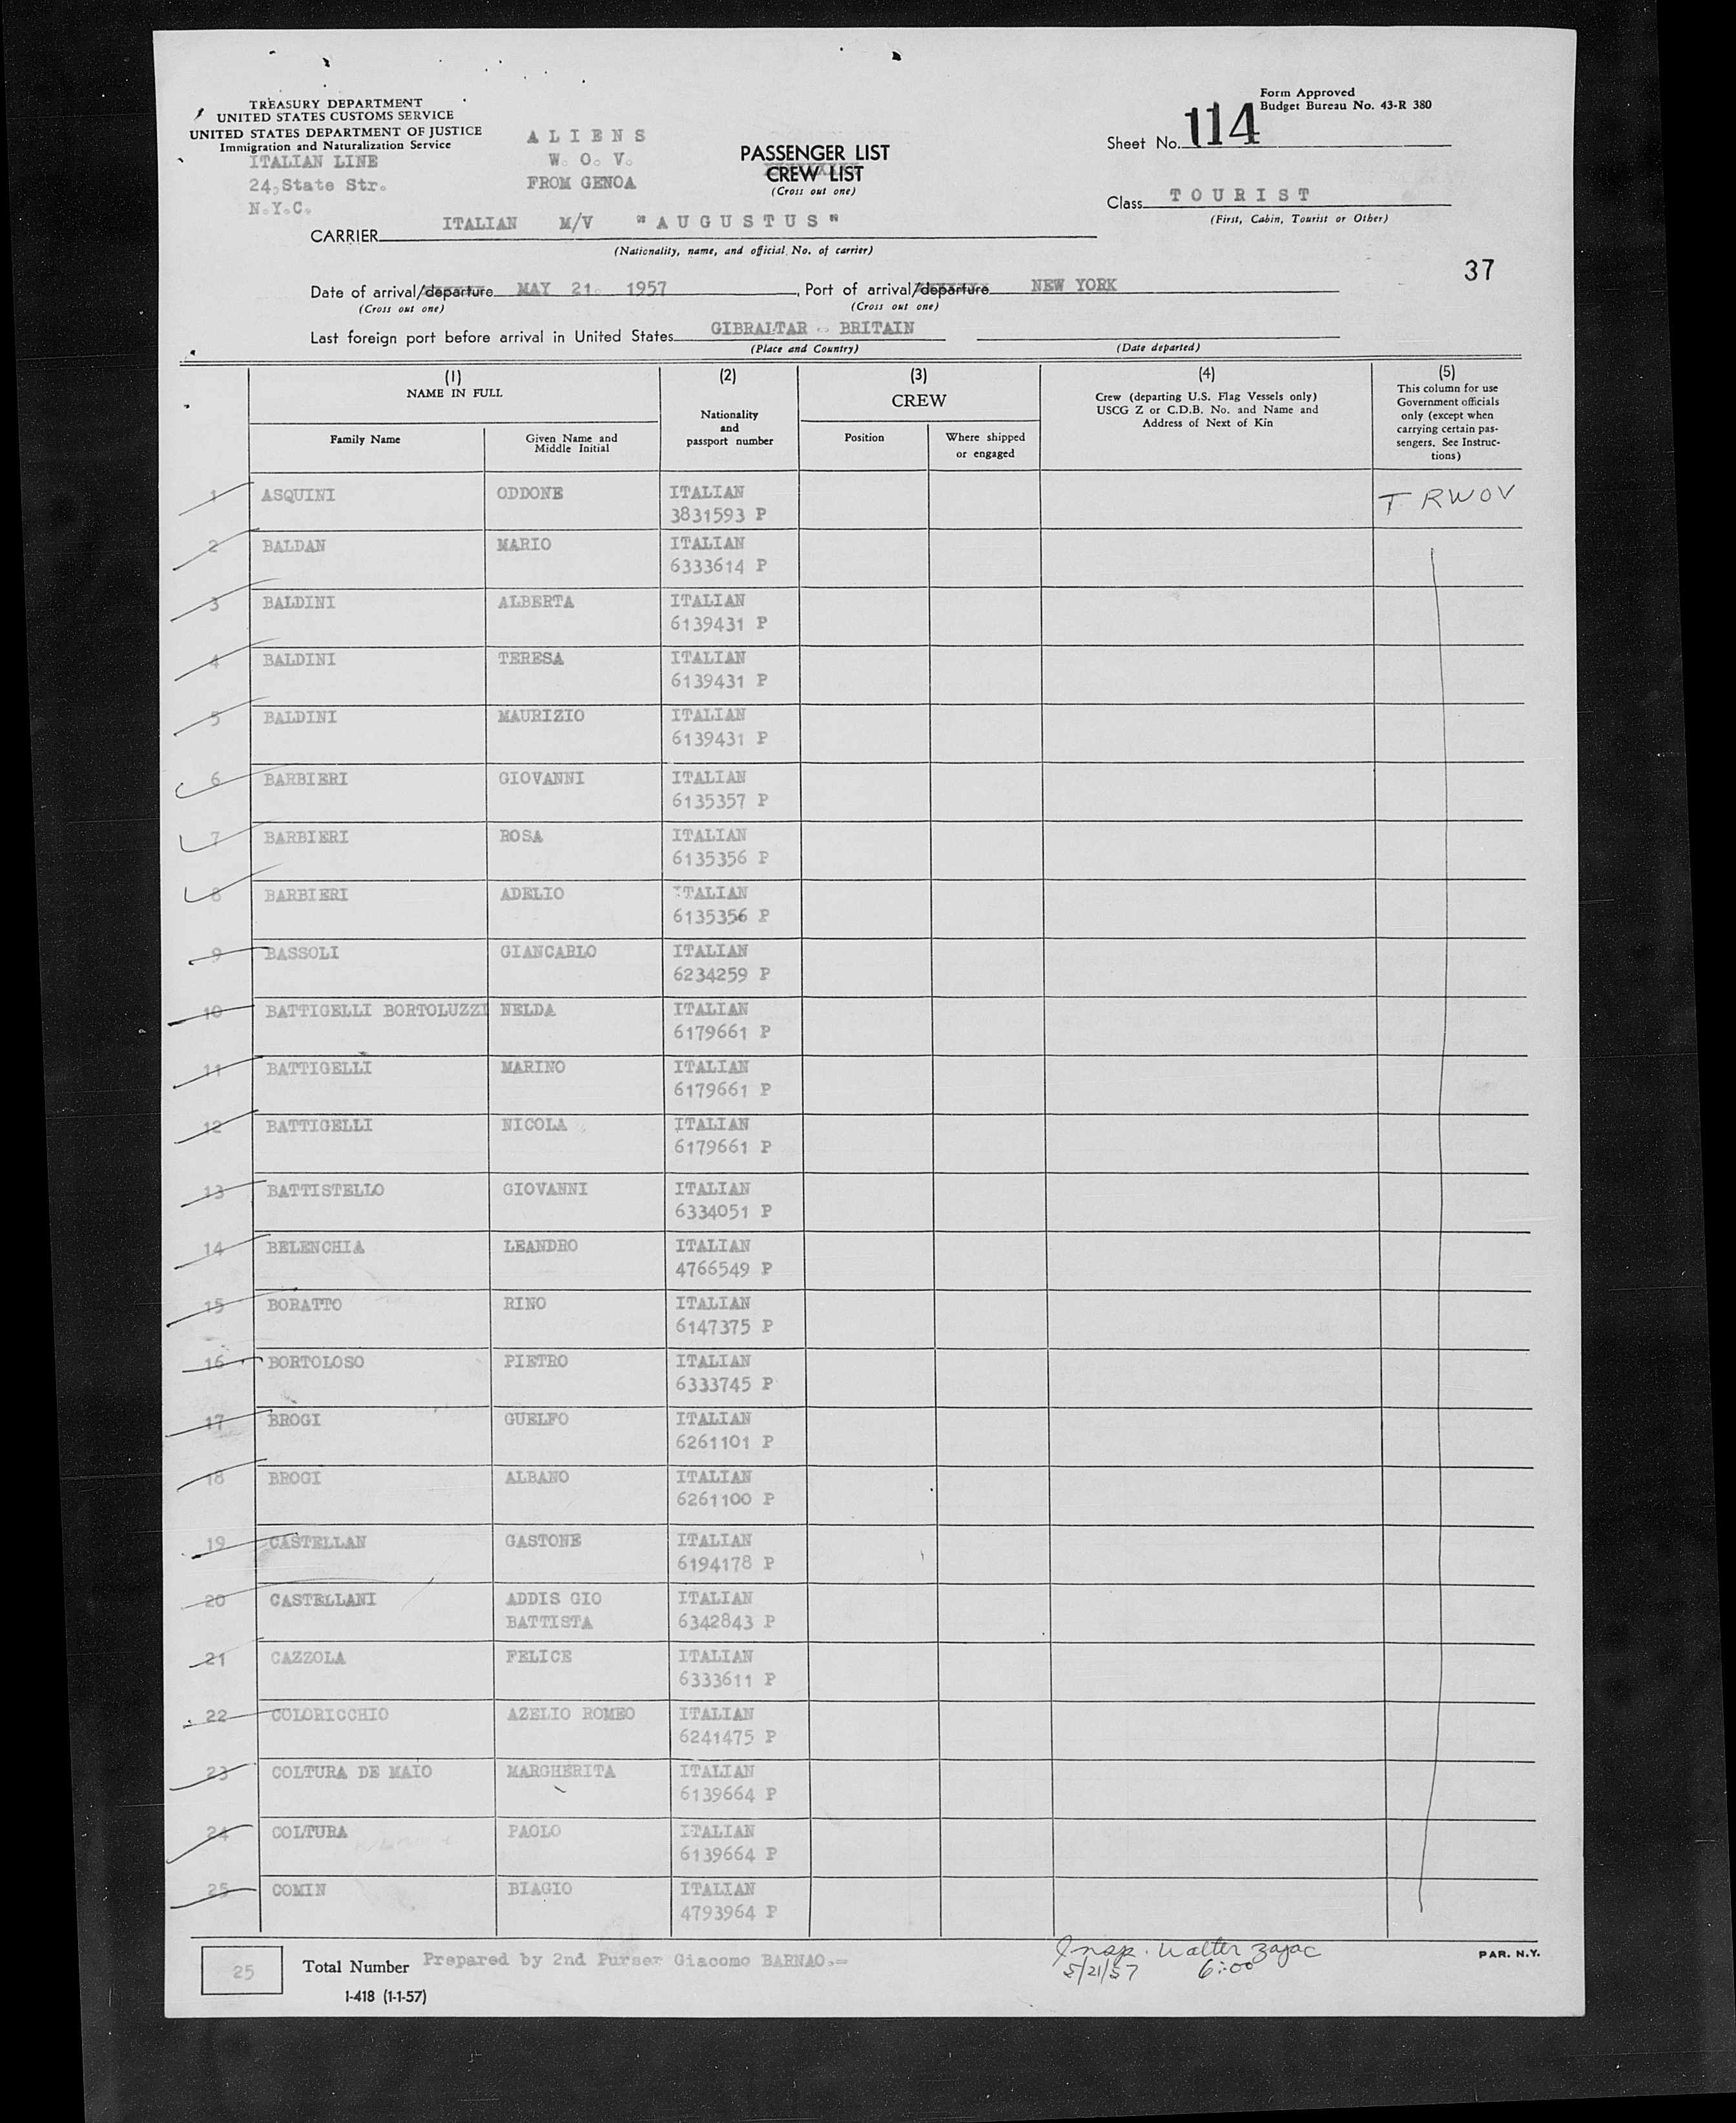 TREASURY DEPARTMENT
UNITED STATES CUSTOMS SERVICE
UNITED STATES DEPARTMENT OF JUSTICE
Immigration and Naturalization Service
ITALIAN LINE
24, State Str.
N.Y.C.
A L I E N S
W. O. V.
FROM GENOA
PASSENGER LIST
CREW LIST
(Cross out one)
Form Approved
Budget Bureau No. 43-R 380
Sheet No. 114
Class T O U R I S T
(First, Cabin, Tourist or Other)
CARRIER ITALIAN M/V "A U G U S T U S"
(Nationality, name, and official No. of carrier)
37
Date of arrival/departure MAY 21. 1957, Port of arrival/departure NEW YORK
(Cross out one) (Cross out one)
Last foreign port before arrival in United States GIBRALTAR - BRITAIN
(Place and Country) (Date departed)
(1) NAME IN FULL
Family Name
Given Name and Middle Initial
(2)
Nationality and passport number
(3)
CREW
Position
Where shipped or engaged
(4)
Crew (departing U.S. Flag Vessels only)
USCG Z or C.D.B. No. and Name and
Address of Next of Kin
(5)
This column for use
Government officials
only (except when
carrying certain pas-
sengers. See Instruc-
tions)
1 ASQUINI ODDONE ITALIAN T RWOV
3831593 P
2 BALDAN MARIO ITALIAN
6333614 P
3 BALDINI ALBERTA ITALIAN
6139431 P
4 BALDINI TERESA ITALIAN
6139431 P
5 BALDINI MAURIZIO ITALIAN
6139431 P
6 BARBIERI GIOVANNI ITALIAN
6135357 P
7 BARBIERI ROSA ITALIAN
6135356 P
8 BARBIERI ADELIO ITALIAN
6135356 P
9 BASSOLI GIANCARLO ITALIAN
6234259 P
10 BATTIGELLI BORTOLUZZI NELDA ITALIAN
6179661 P
11 BATTIGELLI MARINO ITALIAN
6179661 P
12 BATTIGELLI NICOLA ITALIAN
6179661 P
13 BATTISTELLO GIOVANNI ITALIAN
6334051 P
14 BELENCHIA LEANDRO ITALIAN
4766549 P
15 BORATTO RINO ITALIAN
6147375 P
16 BORTOLOSO PIETRO ITALIAN
6333745 P
17 BROGI GUELFO ITALIAN
6261101 P
18 BROGI ALBANO ITALIAN
6261100 P
19 CASTELLAN GASTONE ITALIAN
6194178 P
20 CASTELLANI ADDIS GIO ITALIAN
BATTISTA 6342843 P
21 CAZZOLA FELICE ITALIAN
6333611 P
22 COLORICCHIO AZELIO ROMEO ITALIAN
6241475 P
23 COLTURA DE MAIO MARGHERITA ITALIAN
6139664 P
24 COLTURA PAOLO ITALIAN
6139664 P
25 COMIN BIAGIO ITALIAN
4793964 P
25 Total Number Prepared by 2nd Purser Giacomo BARNAO.=
Insp. Walter Zajac
5/21/57 6:00
PAR. N.Y.
I-418 (1-1-57)